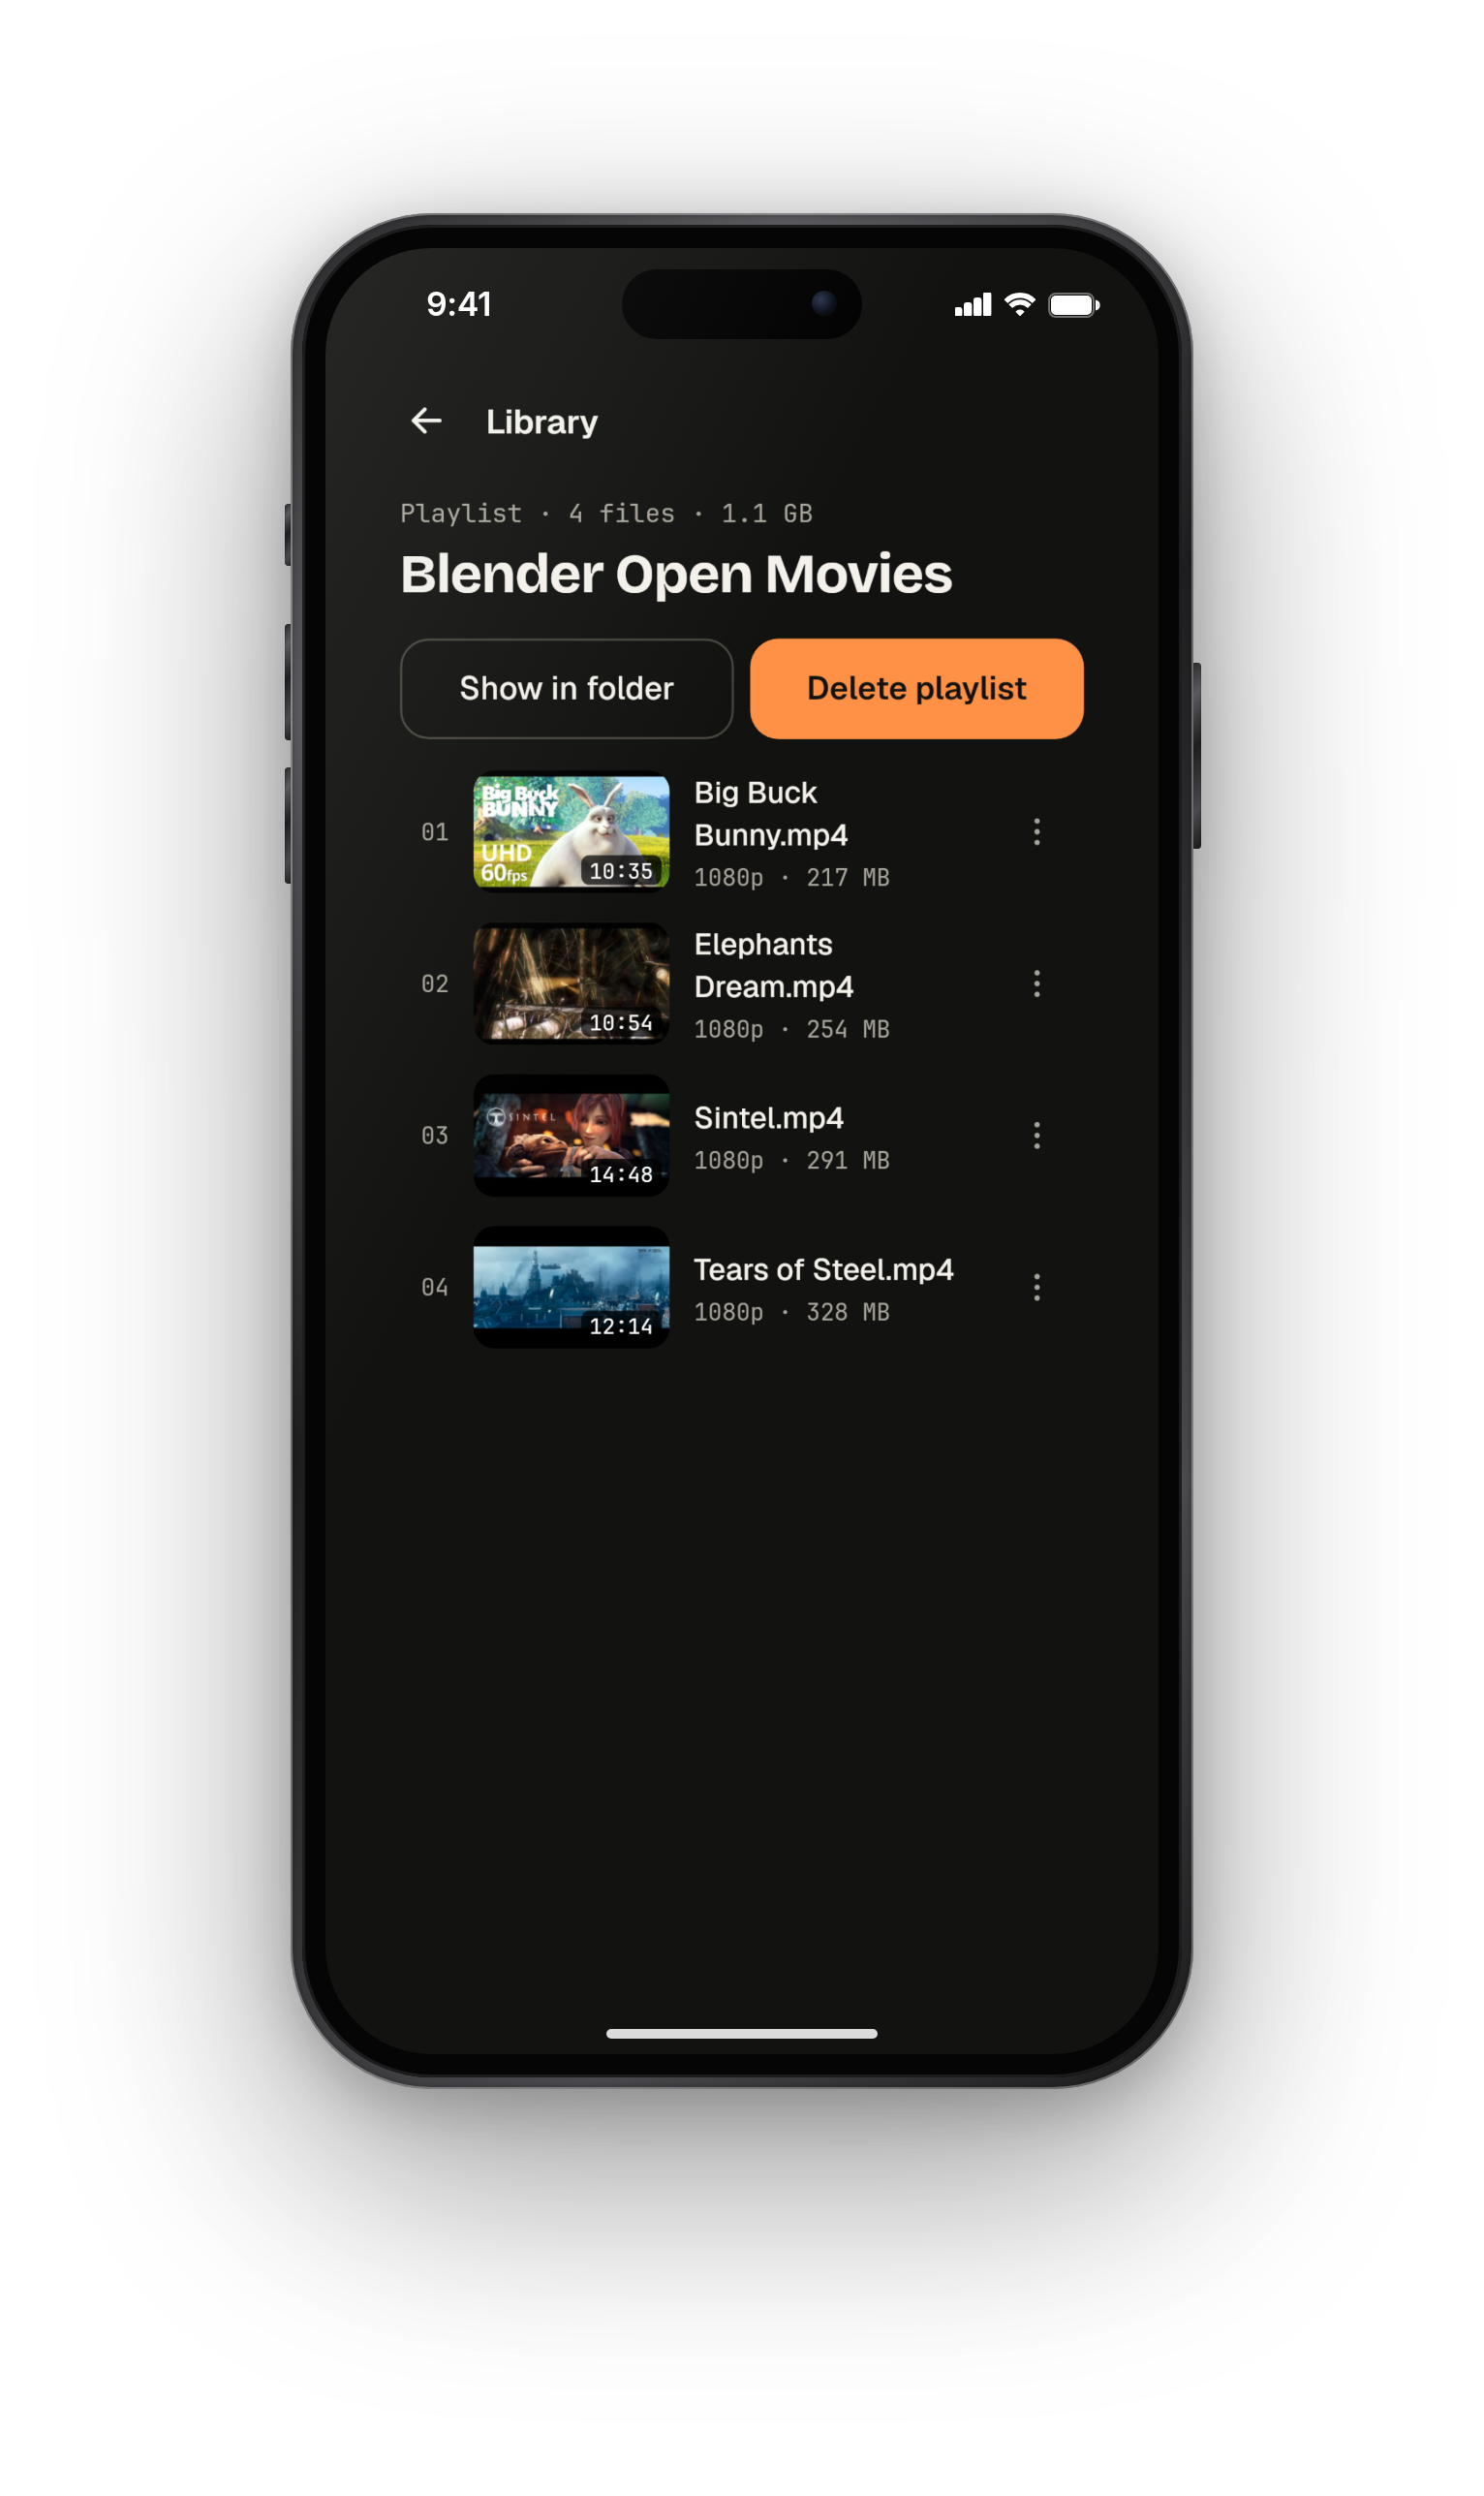 9:41
Library
Playlist · 4 files · 1.1 GB
Blender Open Movies
Show in folder
Delete playlist
01
Big Buck
BUNNY
UHD
60fps
10:35
Big Buck
Bunny.mp4
1080p · 217 MB
02
10:54
Elephants
Dream.mp4
1080p · 254 MB
03
SINTEL
14:48
Sintel.mp4
1080p · 291 MB
04
12:14
Tears of Steel.mp4
1080p · 328 MB